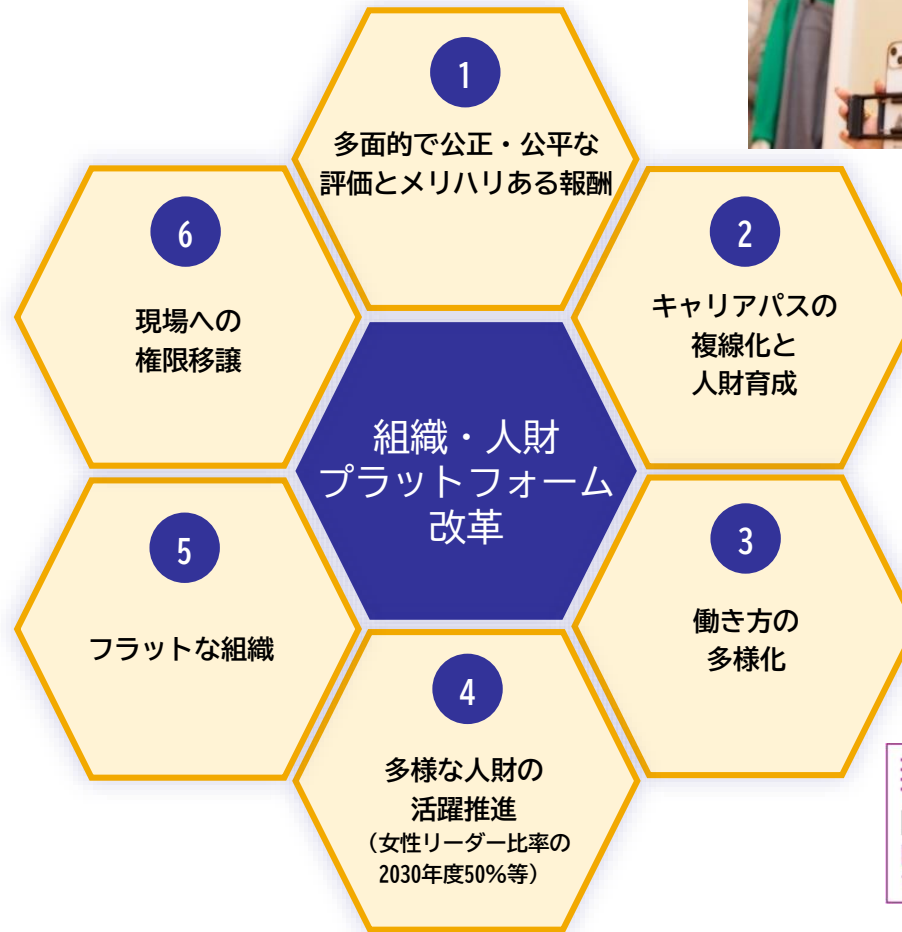 1
多面的で公正・公平な
評価とメリハリある報酬
2
キャリアパスの
複線化と
人財育成
3
働き方の
多様化
4
多様な人財の
活躍推進
（女性リーダー比率の
2030年度50%等）
5
フラットな組織
6
現場への
権限移譲
組織・人財
プラットフォーム
改革